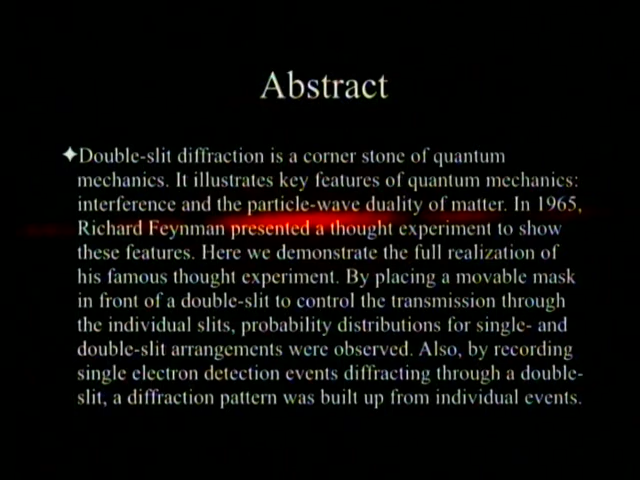 Abstract
Double-slit diffraction is a corner stone of quantum
mechanics. It illustrates key features of quantum mechanics:
interference and the particle-wave duality of matter. In 1965,
Richard Feynman presented a thought experiment to show
these features. Here we demonstrate the full realization of
his famous thought experiment. By placing a movable mask
in front of a double-slit to control the transmission through
the individual slits, probability distributions for single- and
double-slit arrangements were observed. Also, by recording
single electron detection events diffracting through a double-
slit, a diffraction pattern was built up from individual events.